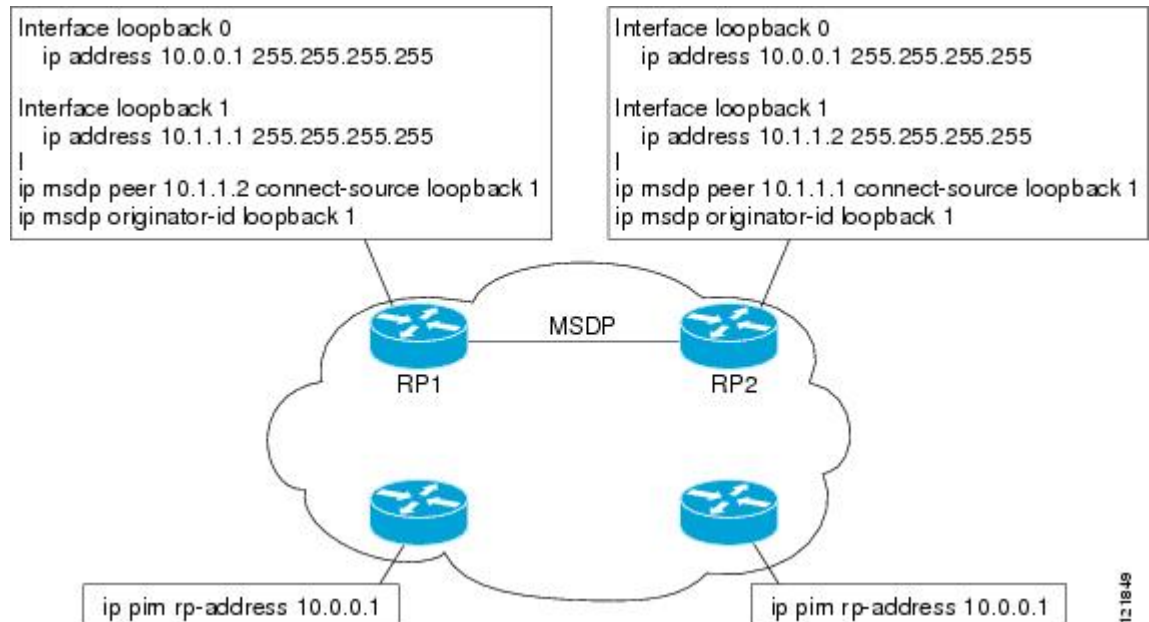 Interface loopback 0
ip address 10.0.0.1 255.255.255.255
Interface loopback 1
ip address 10.1.1.1 255.255.255.255
!
ip msdp peer 10.1.1.2 connect-source loopback 1
ip msdp originator-id loopback 1
Interface loopback 0
ip address 10.0.0.1 255.255.255.255
Interface loopback 1
ip address 10.1.1.2 255.255.255.255
!
ip msdp peer 10.1.1.1 connect-source loopback 1
ip msdp originator-id loopback 1
MSDP
RP1
RP2
ip pim rp-address 10.0.0.1
ip pim rp-address 10.0.0.1
121849